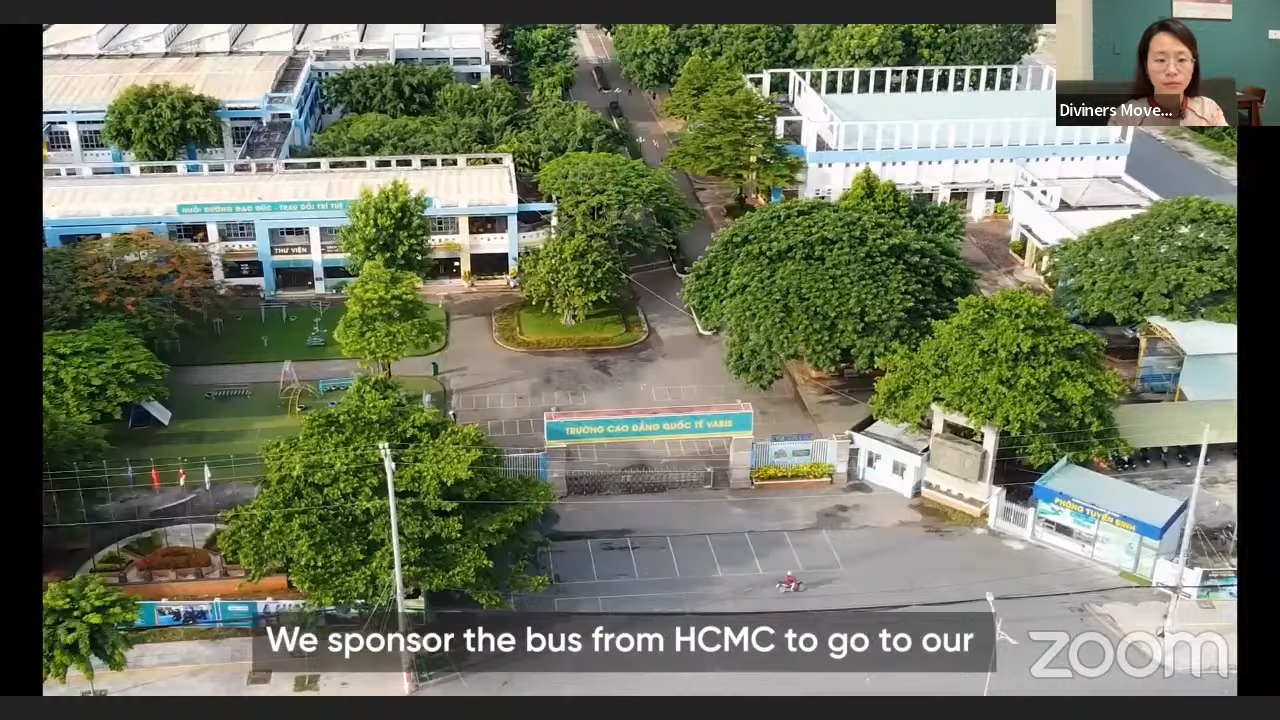 Diviners Move...
NUÔI DƯỠNG ĐẠO ĐỨC - TRAU DỒI TRÍ TUỆ
THƯ VIỆN
TRƯỜNG CAO ĐẲNG QUỐC TẾ VABIS
PHÒNG TUYỂN SINH
We sponsor the bus from HCMC to go to our
zoom